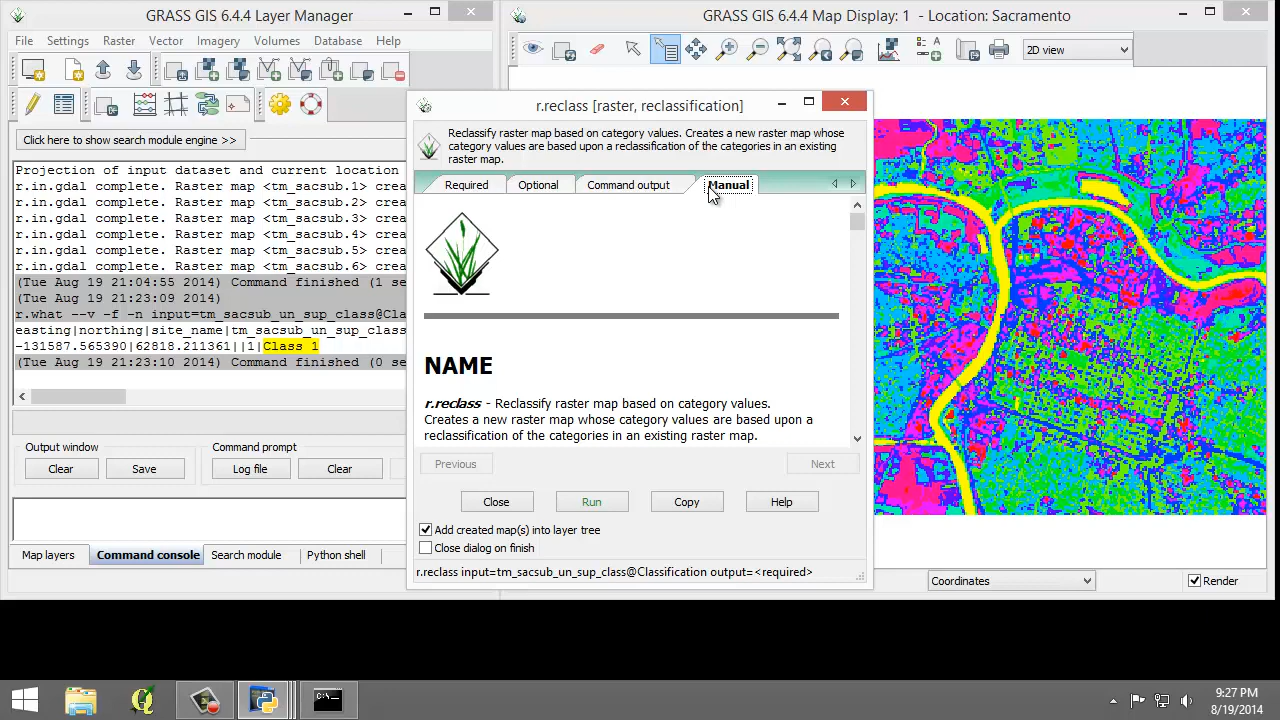 GRASS GIS 6.4.4 Layer Manager
File Settings Raster Vector Imagery Volumes Database Help
Click here to show search module engine >>
Projection of input dataset and current location
r.in.gdal complete. Raster map <tm_sacsub.1> crea
r.in.gdal complete. Raster map <tm_sacsub.2> crea
r.in.gdal complete. Raster map <tm_sacsub.3> crea
r.in.gdal complete. Raster map <tm_sacsub.4> crea
r.in.gdal complete. Raster map <tm_sacsub.5> crea
r.in.gdal complete. Raster map <tm_sacsub.6> crea
(Tue Aug 19 21:04:55 2014) Command finished (1 se
(Tue Aug 19 21:23:09 2014)
r.what --v -f -n input=tm_sacsub_un_sup_class@Cla
easting|northing|site_name|tm_sacsub_un_sup_class
-131587.565390|62818.211361||1|Class 1
(Tue Aug 19 21:23:10 2014) Command finished (0 se
Output window
Command prompt
Clear
Save
Log file
Clear
Map layers
Command console
Search module
Python shell
GRASS GIS 6.4.4 Map Display: 1 - Location: Sacramento
2D view
r.reclass [raster, reclassification]
Reclassify raster map based on category values. Creates a new raster map whose
category values are based upon a reclassification of the categories in an existing
raster map.
Required
Optional
Command output
Manual
NAME
r.reclass - Reclassify raster map based on category values.
Creates a new raster map whose category values are based upon a
reclassification of the categories in an existing raster map.
Previous
Next
Close
Run
Copy
Help
Add created map(s) into layer tree
Close dialog on finish
r.reclass input=tm_sacsub_un_sup_class@Classification output=<required>
Coordinates
Render
9:27 PM
8/19/2014